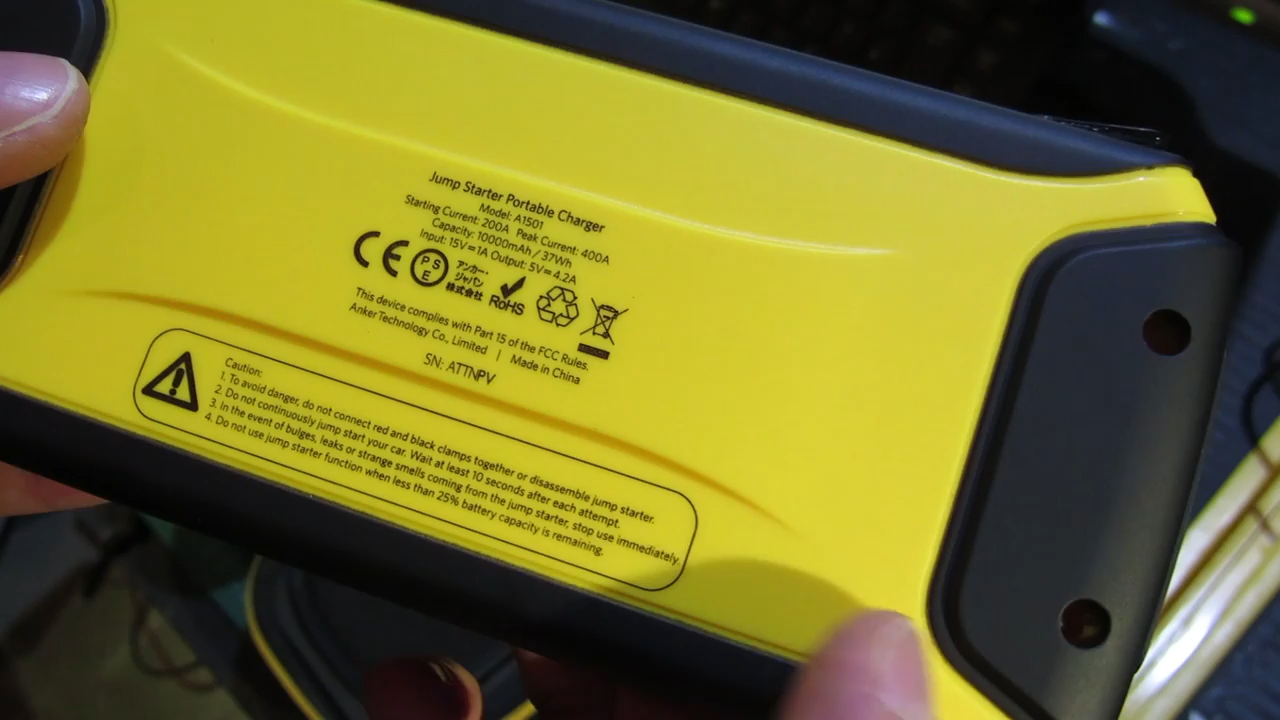 Jump Starter Portable Charger
Model: A1501
Starting Current: 200A Peak Current: 400A
Capacity: 10000mAh / 37Wh
Input: 15V⎓1A Output: 5V⎓4.2A
CE
PSE
アンカー・
ジャパン
株式会社
RoHS
This device complies with Part 15 of the FCC Rules.
Anker Technology Co., Limited | Made in China
SN: ATTNPV
Caution:
1. To avoid danger, do not connect red and black clamps together or disassemble jump starter.
2. Do not continuously jump start your car. Wait at least 10 seconds after each attempt.
3. In the event of bulges, leaks or strange smells coming from the jump starter, stop use immediately.
4. Do not use jump starter function when less than 25% battery capacity is remaining.